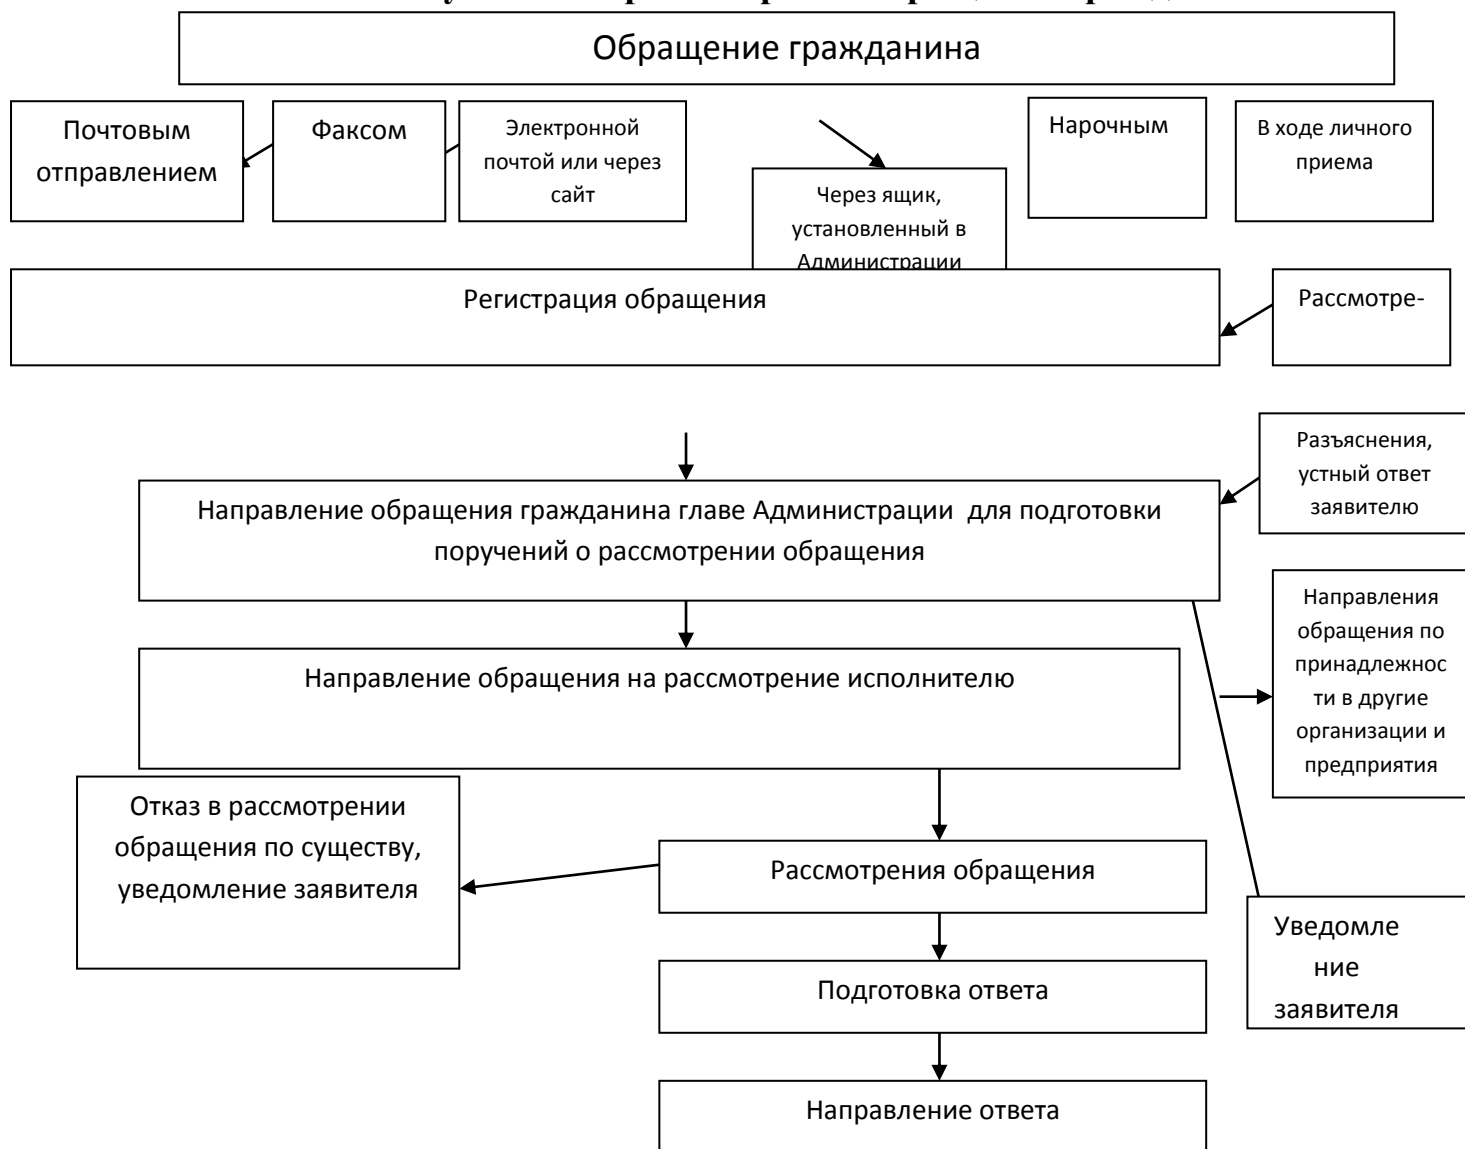 Обращение гражданина
Почтовым
отправлением
Факсом
Электронной
почтой или через
сайт
Через ящик,
установленный в
Администрации
Нарочным
В ходе личного
приема
Регистрация обращения
Рассмотре-
Разъяснения,
устный ответ
заявителю
Направление обращения гражданина главе Администрации для подготовки
поручений о рассмотрении обращения
Направления
обращения по
принадлежнос
ти в другие
организации и
предприятия
Направление обращения на рассмотрение исполнителю
Отказ в рассмотрении
обращения по существу,
уведомление заявителя
Рассмотрения обращения
Уведомле
ние
заявителя
Подготовка ответа
Направление ответа